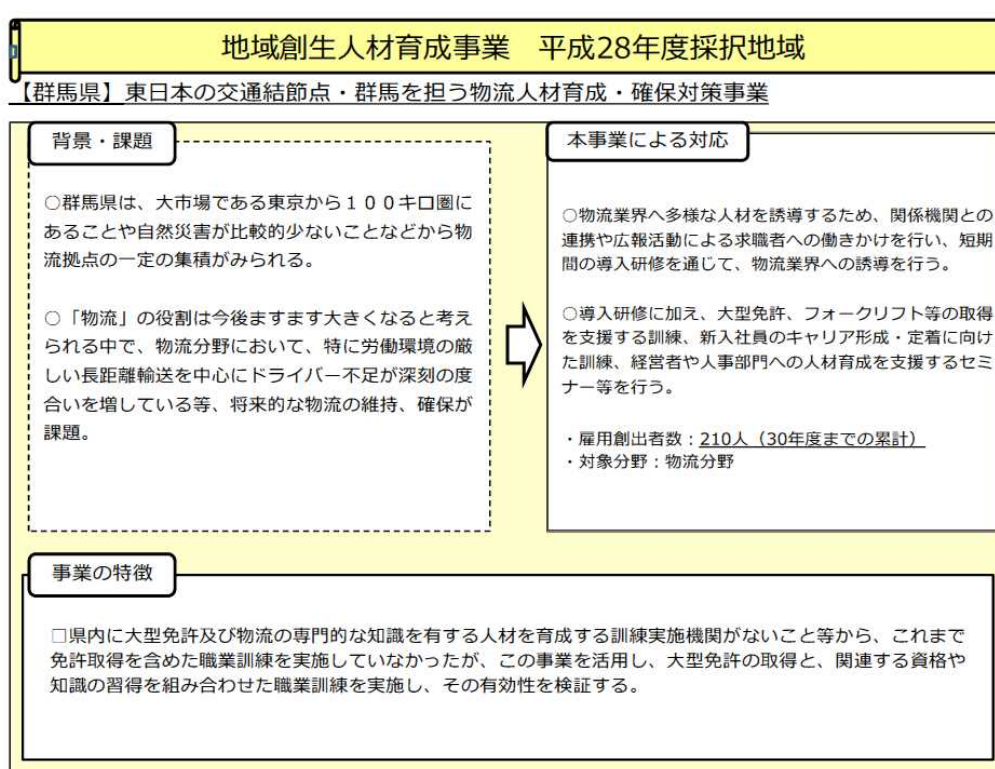 地域創生人材育成事業　平成28年度採択地域
【群馬県】東日本の交通結節点・群馬を担う物流人材育成・確保対策事業
背景・課題
○群馬県は、大市場である東京から１００キロ圏に
あることや自然災害が比較的少ないことなどから物
流拠点の一定の集積がみられる。
○「物流」の役割は今後ますます大きくなると考え
られる中で、物流分野において、特に労働環境の厳
しい長距離輸送を中心にドライバー不足が深刻の度
合いを増している等、将来的な物流の維持、確保が
課題。
本事業による対応
○物流業界へ多様な人材を誘導するため、関係機関との
連携や広報活動による求職者への働きかけを行い、短期
間の導入研修を通じて、物流業界への誘導を行う。
○導入研修に加え、大型免許、フォークリフト等の取得
を支援する訓練、新入社員のキャリア形成・定着に向け
た訓練、経営者や人事部門への人材育成を支援するセミ
ナー等を行う。
・雇用創出者数：210人（30年度までの累計）
・対象分野：物流分野
事業の特徴
□県内に大型免許及び物流の専門的な知識を有する人材を育成する訓練実施機関がないこと等から、これまで
免許取得を含めた職業訓練を実施していなかったが、この事業を活用し、大型免許の取得と、関連する資格や
知識の習得を組み合わせた職業訓練を実施し、その有効性を検証する。